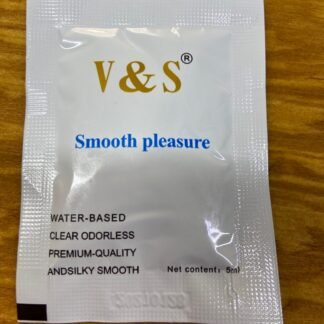 V&S®
Smooth pleasure
WATER-BASED
CLEAR ODORLESS
PREMIUM-QUALITY
ANDSILKY SMOOTH
Net content: 5ml